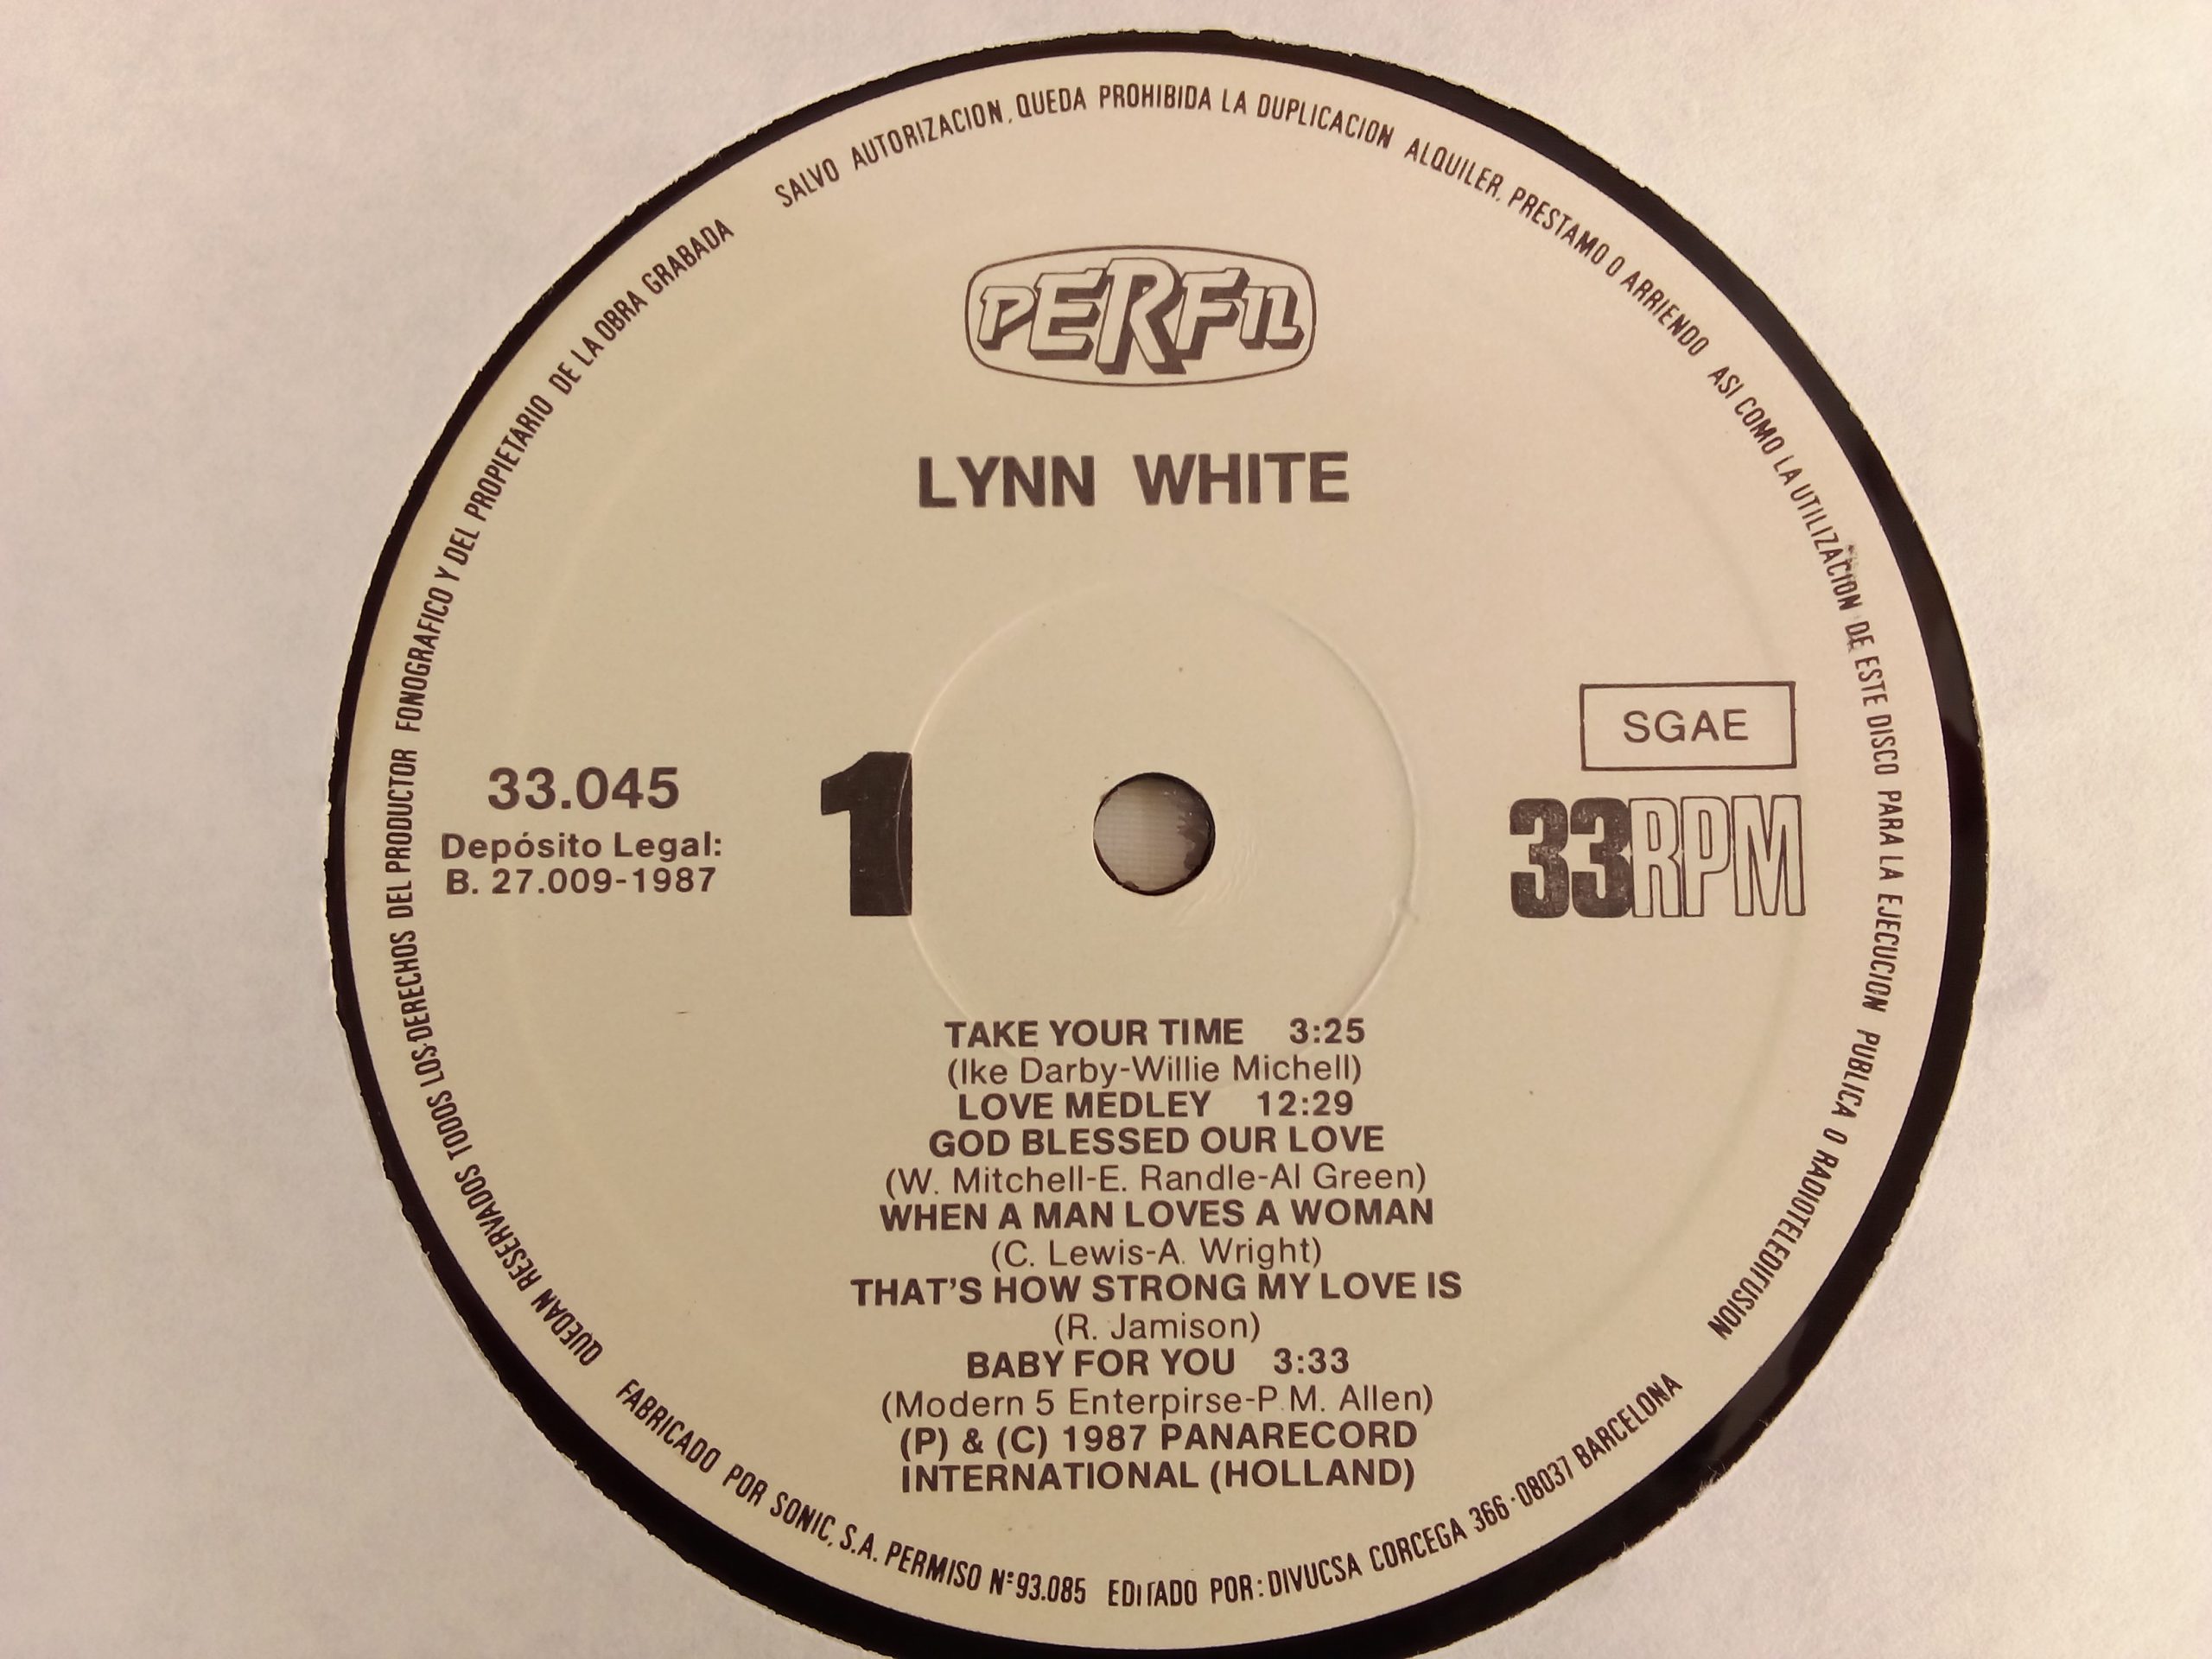 QUEDAN RESERVADOS TODOS LOS DERECHOS DEL PRODUCTOR FONOGRAFICO Y DEL PROPIETARIO DE LA OBRA GRABADA
SALVO AUTORIZACION, QUEDA PROHIBIDA LA DUPLICACION ALQUILER, PRESTAMO O ARRIENDO ASI COMO LA UTILIZACION DE ESTE DISCO PARA LA EJECUCION PUBLICA O RADIOTELEDIFUSION
PERFIL
LYNN WHITE
SGAE
33.045
Depósito Legal:
B. 27.009-1987
1
33RPM
TAKE YOUR TIME 3:25
(Ike Darby-Willie Michell)
LOVE MEDLEY 12:29
GOD BLESSED OUR LOVE
(W. Mitchell-E. Randle-Al Green)
WHEN A MAN LOVES A WOMAN
(C. Lewis-A. Wright)
THAT'S HOW STRONG MY LOVE IS
(R. Jamison)
BABY FOR YOU 3:33
(Modern 5 Enterpirse-P.M. Allen)
(P) & (C) 1987 PANARECORD
INTERNATIONAL (HOLLAND)
FABRICADO POR SONIC, S.A. PERMISO Nº 93.085 EDITADO POR: DIVUCSA CORCEGA 366·08037 BARCELONA